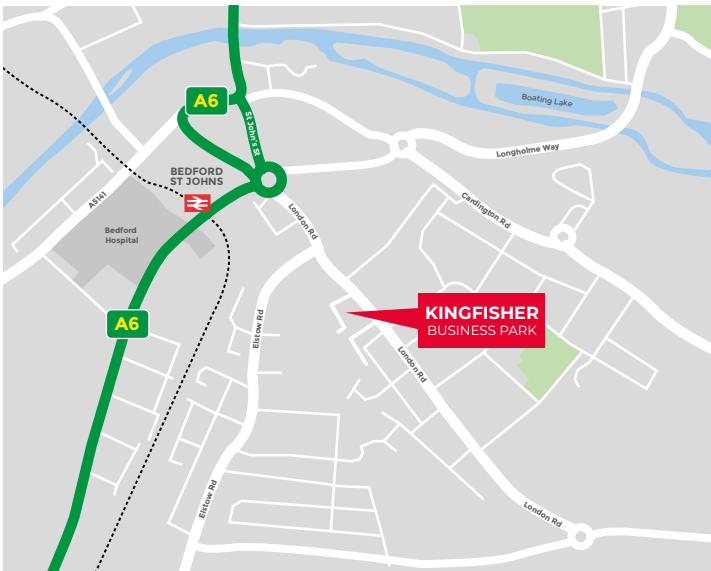 A6
St John's St
Boating Lake
Longholme Way
BEDFORD
ST JOHNS
A5141
Cardington Rd
London Rd
Bedford
Hospital
KINGFISHER
BUSINESS PARK
A6
Elstow Rd
London Rd
Elstow Rd
London Rd